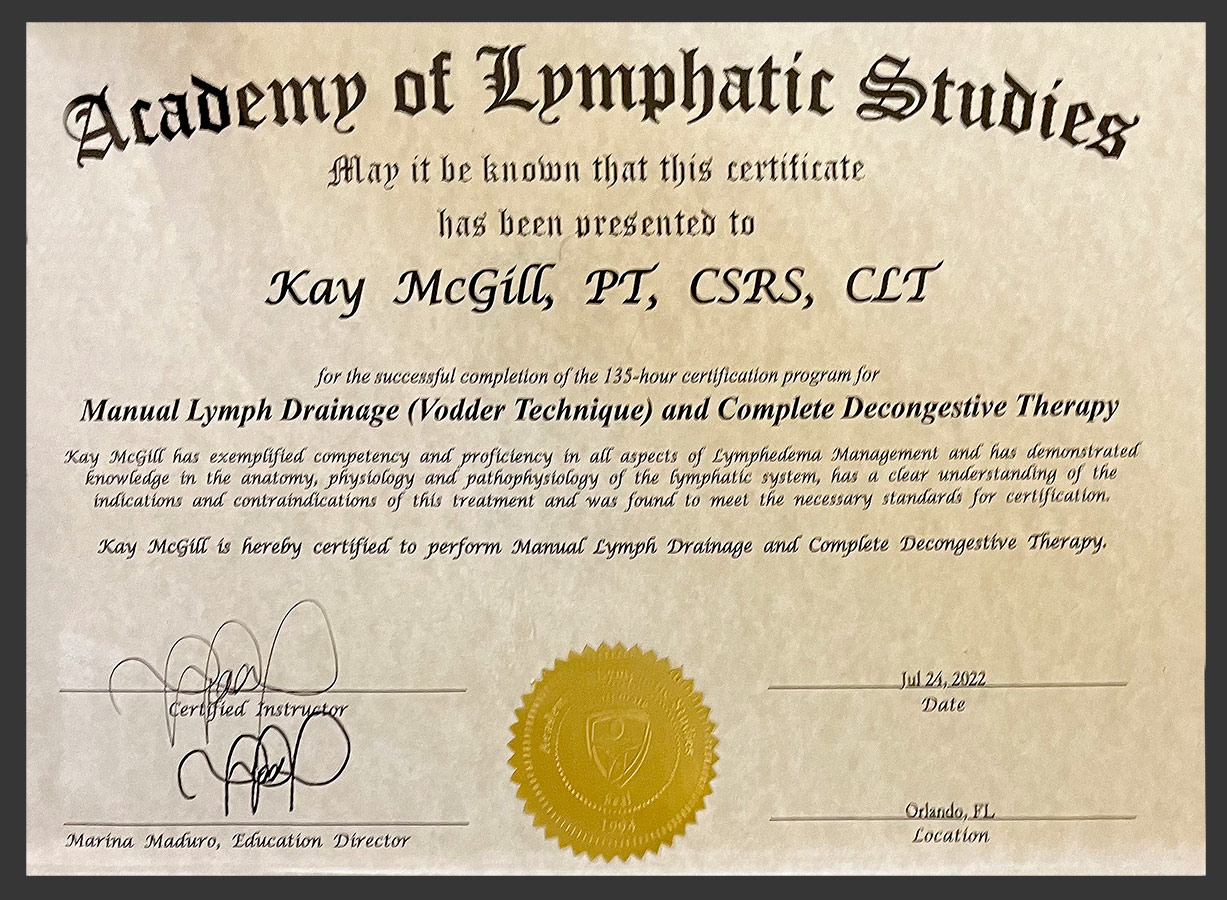 Academy of Lymphatic Studies
May it be known that this certificate
has been presented to
Kay McGill, PT, CSRS, CLT
for the successful completion of the 135-hour certification program for
Manual Lymph Drainage (Vodder Technique) and Complete Decongestive Therapy
Kay McGill has exemplified competency and proficiency in all aspects of Lymphedema Management and has demonstrated
knowledge in the anatomy, physiology and pathophysiology of the lymphatic system, has a clear understanding of the
indications and contraindications of this treatment and was found to meet the necessary standards for certification.
Kay McGill is hereby certified to perform Manual Lymph Drainage and Complete Decongestive Therapy.
Certified Instructor
Jul 24, 2022
Date
Marina Maduro, Education Director
Seal
1994
Orlando, FL
Location